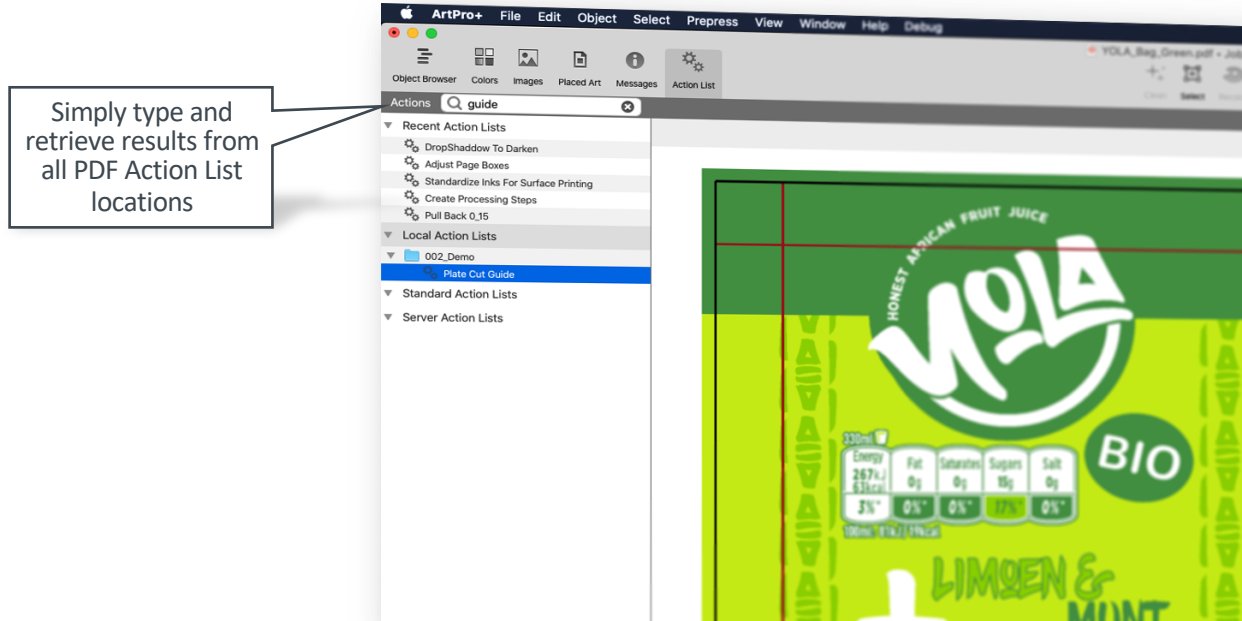 ArtPro+ File Edit Object Select Prepress View Window Help Debug
YOLA_Bag_Green.pdf
Object Browser Colors Images Placed Art Messages Action List
Clean Select
Simply type and
retrieve results from
all PDF Action List
locations
Actions guide
Recent Action Lists
DropShaddow To Darken
Adjust Page Boxes
Standardize Inks For Surface Printing
Create Processing Steps
Pull Back 0_15
Local Action Lists
002_Demo
Plate Cut Guide
Standard Action Lists
Server Action Lists
HONEST AFRICAN FRUIT JUICE
YOLA
BIO
330ml
Energy Fat Saturates Sugars Salt
267kJ 0g 0g 15g 0g
63kcal
3%* 0%* 0%* 17%* 0%*
LIMOEN &
MUNT